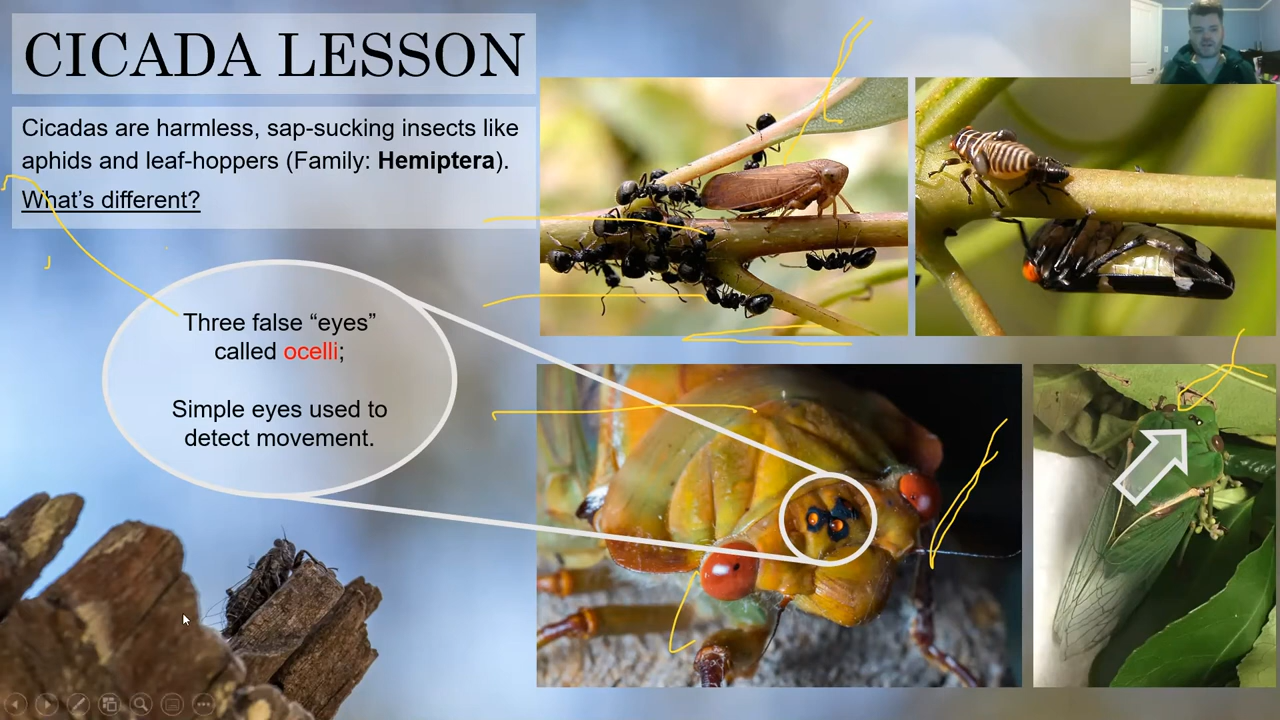 CICADA LESSON
Cicadas are harmless, sap-sucking insects like
aphids and leaf-hoppers (Family: Hemiptera).
What's different?
Three false “eyes”
called ocelli;
Simple eyes used to
detect movement.